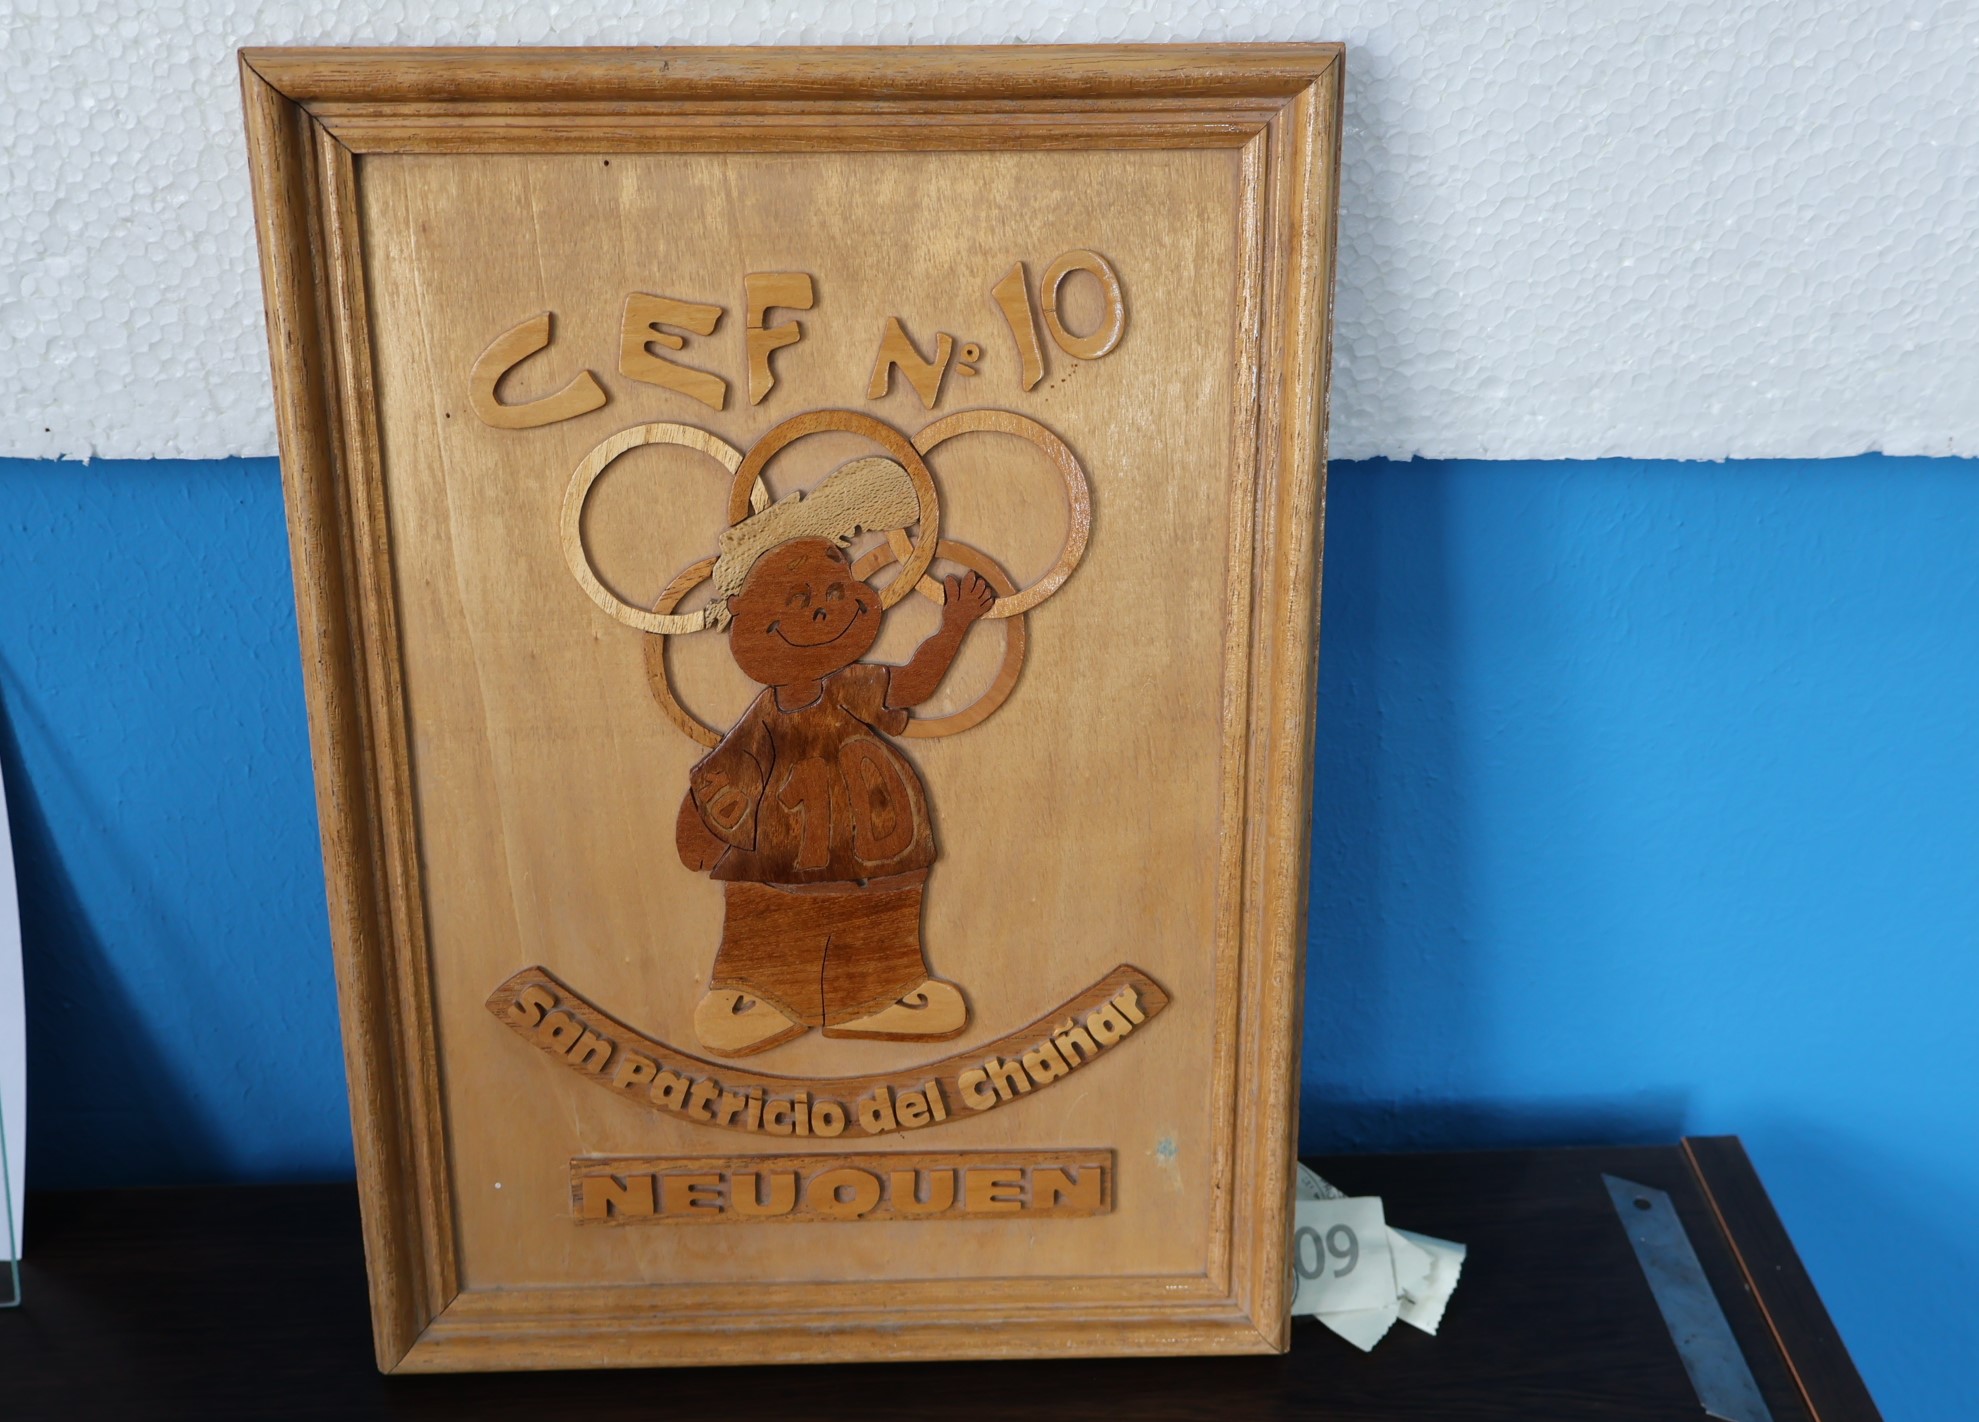 CEF Nº 10
10
10
San Patricio del Chañar
NEUQUEN
09